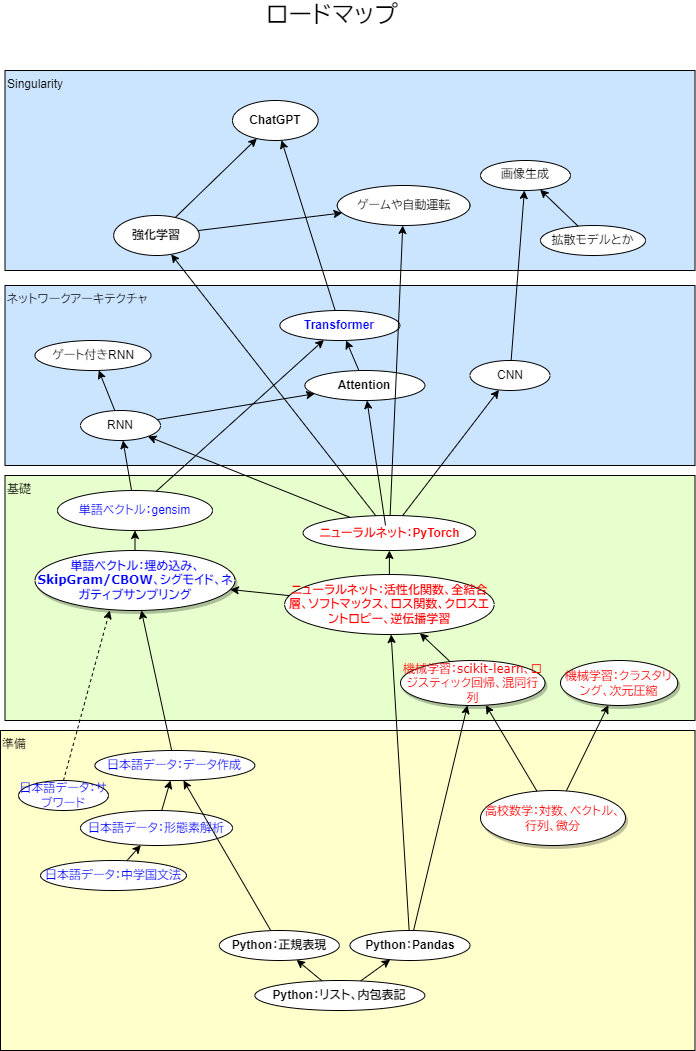 ロードマップ
Singularity
ChatGPT
画像生成
ゲームや自動運転
強化学習
拡散モデルとか
ネットワークアーキテクチャ
Transformer
ゲート付きRNN
Attention
CNN
RNN
基礎
単語ベクトル：gensim
ニューラルネット：PyTorch
単語ベクトル：埋め込み、
SkipGram/CBOW、シグモイド、ネ
ガティブサンプリング
ニューラルネット：活性化関数、全結合
層、ソフトマックス、ロス関数、クロスエ
ントロピー、逆伝播学習
機械学習：scikit-learn、ロ
ジスティック回帰、混同行
列
機械学習：クラスタリ
ング、次元圧縮
準備
日本語データ：データ作成
日本語データ：サ
ブワード
高校数学：対数、ベクトル、
行列、微分
日本語データ：形態素解析
日本語データ：中学国文法
Python：正規表現
Python：Pandas
Python：リスト、内包表記